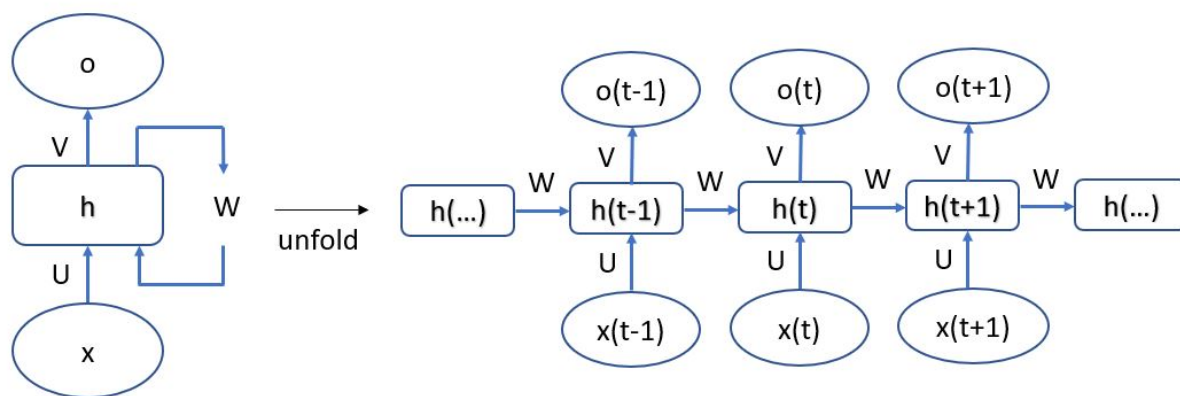 o
V
h
W
U
x
unfold
o(t-1) o(t) o(t+1)
V V V
W W W W
h(...) h(t-1) h(t) h(t+1) h(...)
U U U
x(t-1) x(t) x(t+1)